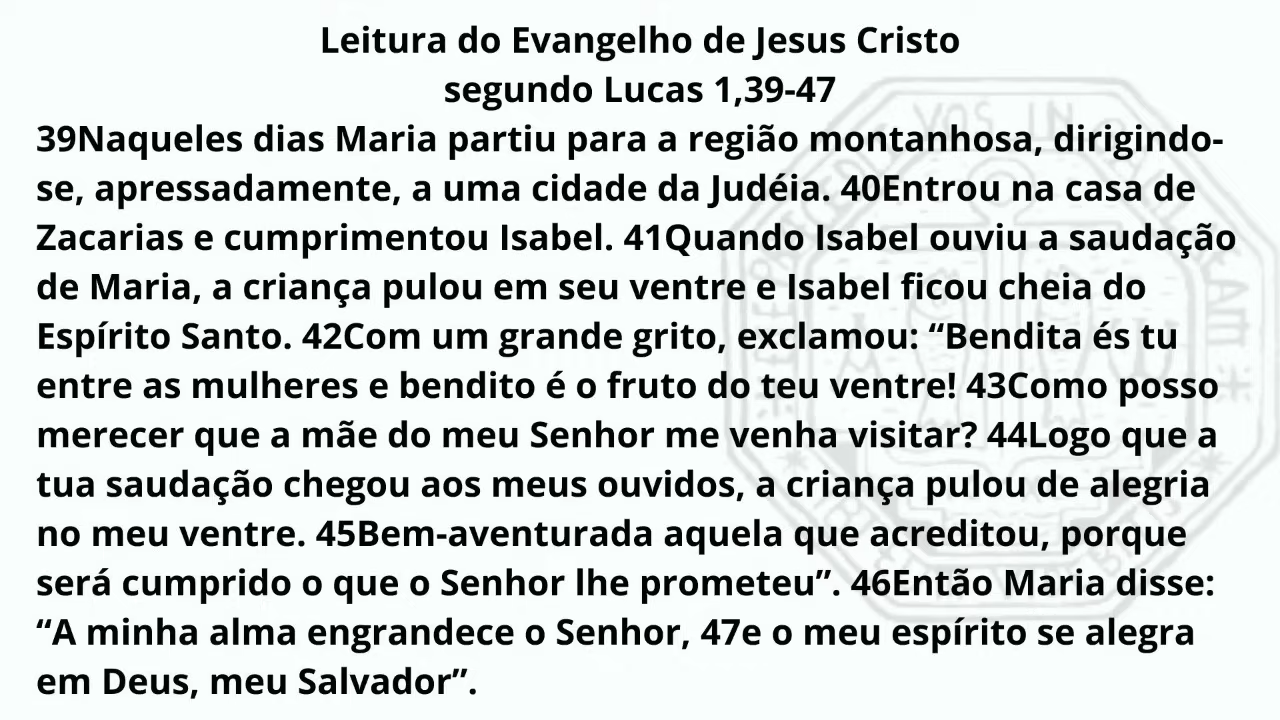 Leitura do Evangelho de Jesus Cristo
segundo Lucas 1,39-47
39Naqueles dias Maria partiu para a região montanhosa, dirigindo-
se, apressadamente, a uma cidade da Judéia. 40Entrou na casa de
Zacarias e cumprimentou Isabel. 41Quando Isabel ouviu a saudação
de Maria, a criança pulou em seu ventre e Isabel ficou cheia do
Espírito Santo. 42Com um grande grito, exclamou: “Bendita és tu
entre as mulheres e bendito é o fruto do teu ventre! 43Como posso
merecer que a mãe do meu Senhor me venha visitar? 44Logo que a
tua saudação chegou aos meus ouvidos, a criança pulou de alegria
no meu ventre. 45Bem-aventurada aquela que acreditou, porque
será cumprido o que o Senhor lhe prometeu”. 46Então Maria disse:
“A minha alma engrandece o Senhor, 47e o meu espírito se alegra
em Deus, meu Salvador”.